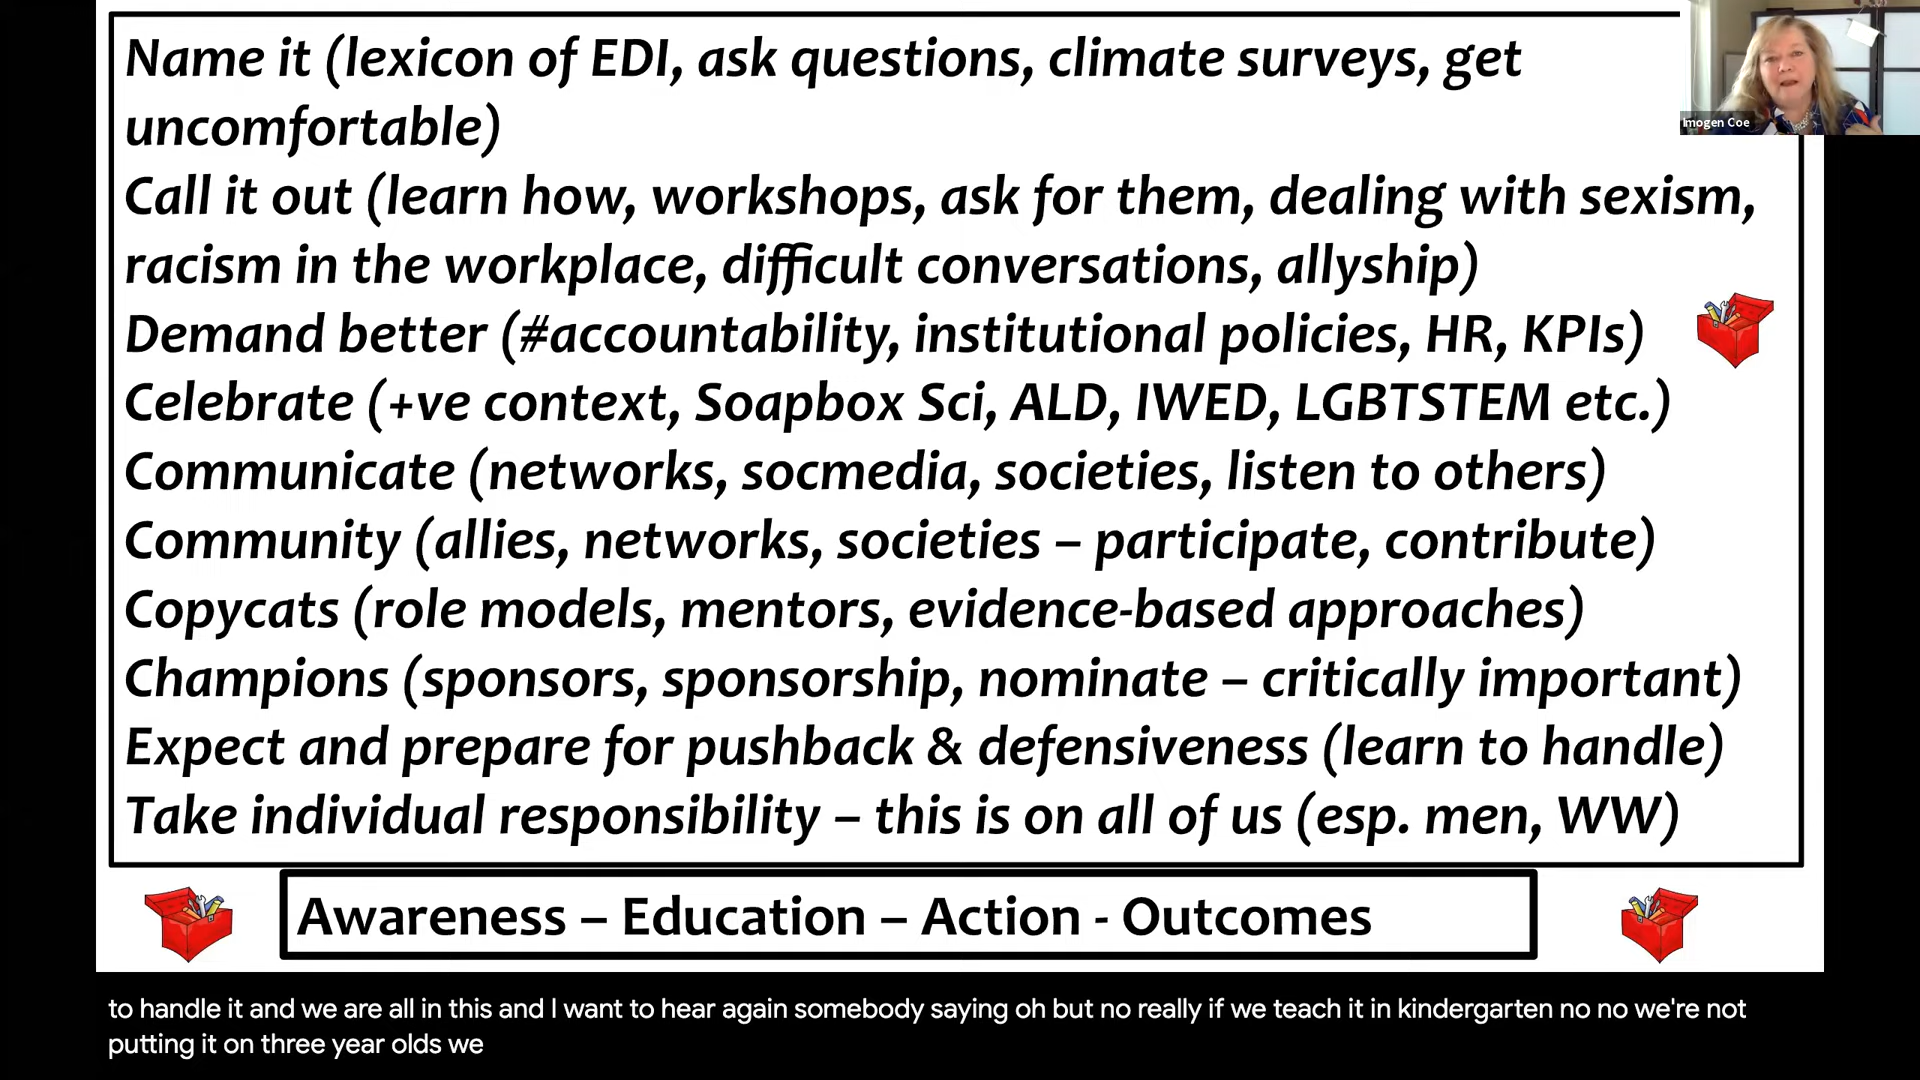 Name it (lexicon of EDI, ask questions, climate surveys, get
uncomfortable)
Call it out (learn how, workshops, ask for them, dealing with sexism,
racism in the workplace, difficult conversations, allyship)
Demand better (#accountability, institutional policies, HR, KPIs)
Celebrate (+ve context, Soapbox Sci, ALD, IWED, LGBTSTEM etc.)
Communicate (networks, socmedia, societies, listen to others)
Community (allies, networks, societies – participate, contribute)
Copycats (role models, mentors, evidence-based approaches)
Champions (sponsors, sponsorship, nominate – critically important)
Expect and prepare for pushback & defensiveness (learn to handle)
Take individual responsibility – this is on all of us (esp. men, WW)
Awareness – Education – Action - Outcomes
Imogen Coe
to handle it and we are all in this and I want to hear again somebody saying oh but no really if we teach it in kindergarten no no we're not
putting it on three year olds we